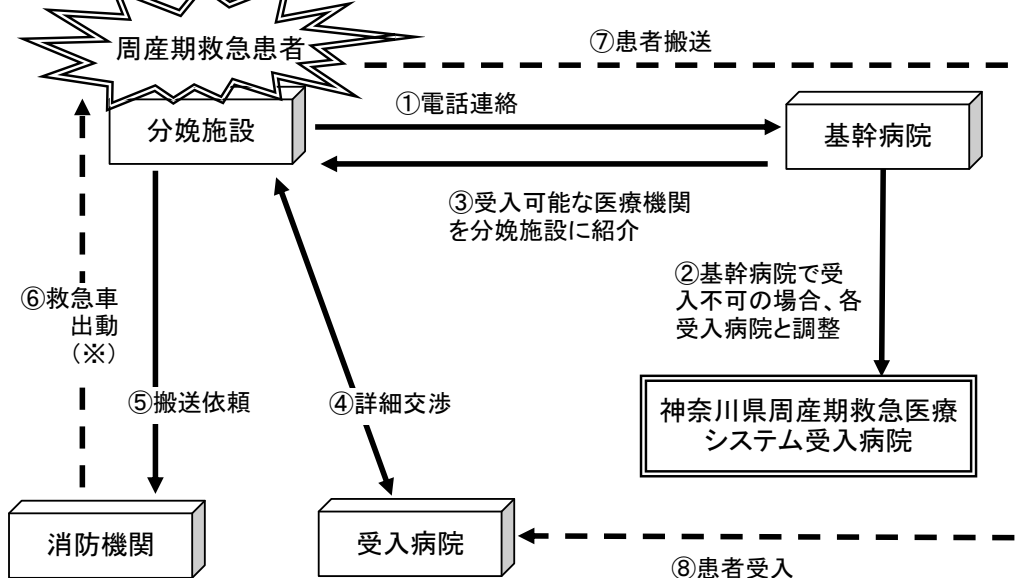 周産期救急患者
⑦患者搬送
分娩施設
①電話連絡
基幹病院
③受入可能な医療機関
を分娩施設に紹介
②基幹病院で受
入不可の場合、各
受入病院と調整
⑥救急車
出動
（※）
⑤搬送依頼
④詳細交渉
神奈川県周産期救急医療
システム受入病院
消防機関
受入病院
⑧患者受入